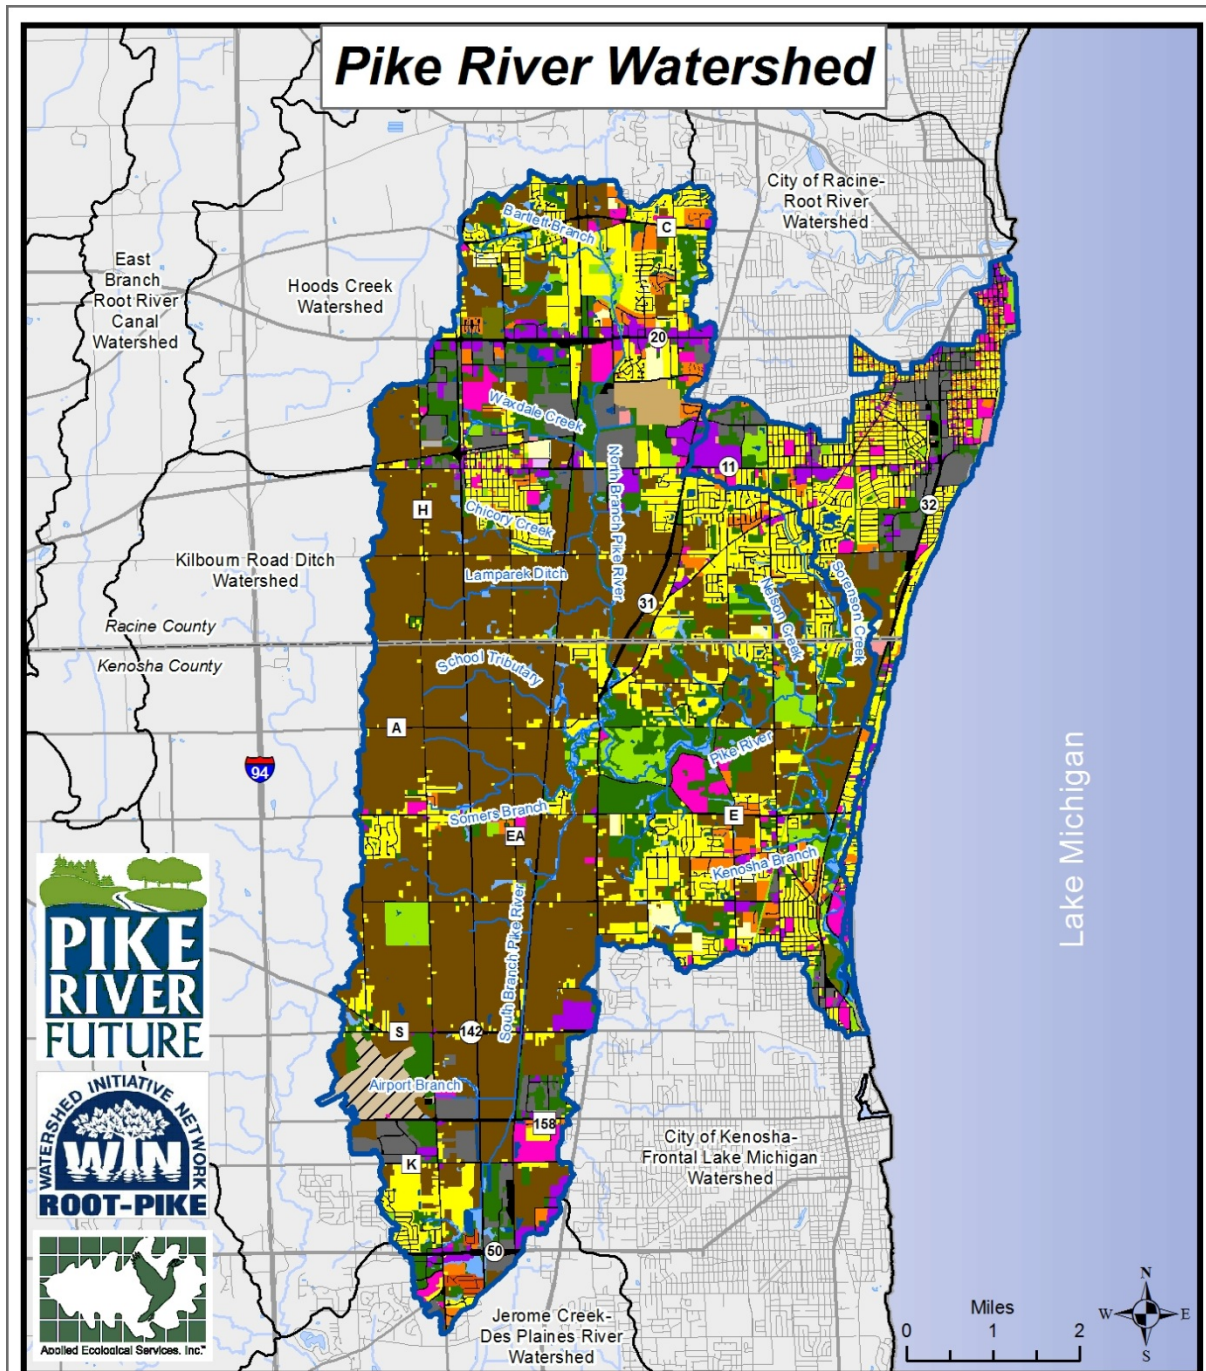 Pike River Watershed
City of Racine-
Root River
Watershed
East
Branch
Root River
Canal
Watershed
Hoods Creek
Watershed
Bartlett Branch
C
20
Waxdale Creek
North Branch Pike River
11
32
H
Chicory Creek
Kilbourn Road Ditch
Watershed
Lamparek Ditch
31
Nelson Creek
Sorenson Creek
Racine County
Kenosha County
School Tributary
A
94
Pike River
Somers Branch
EA
E
Kenosha Branch
Lake Michigan
South Branch Pike River
PIKE
RIVER
FUTURE
S
142
Airport Branch
158
K
City of Kenosha-
Frontal Lake Michigan
Watershed
WATERSHED INITIATIVE NETWORK
WIN
ROOT-PIKE
50
Jerome Creek-
Des Plaines River
Watershed
Applied Ecological Services, Inc.™
Miles
0 1 2
N
W E
S